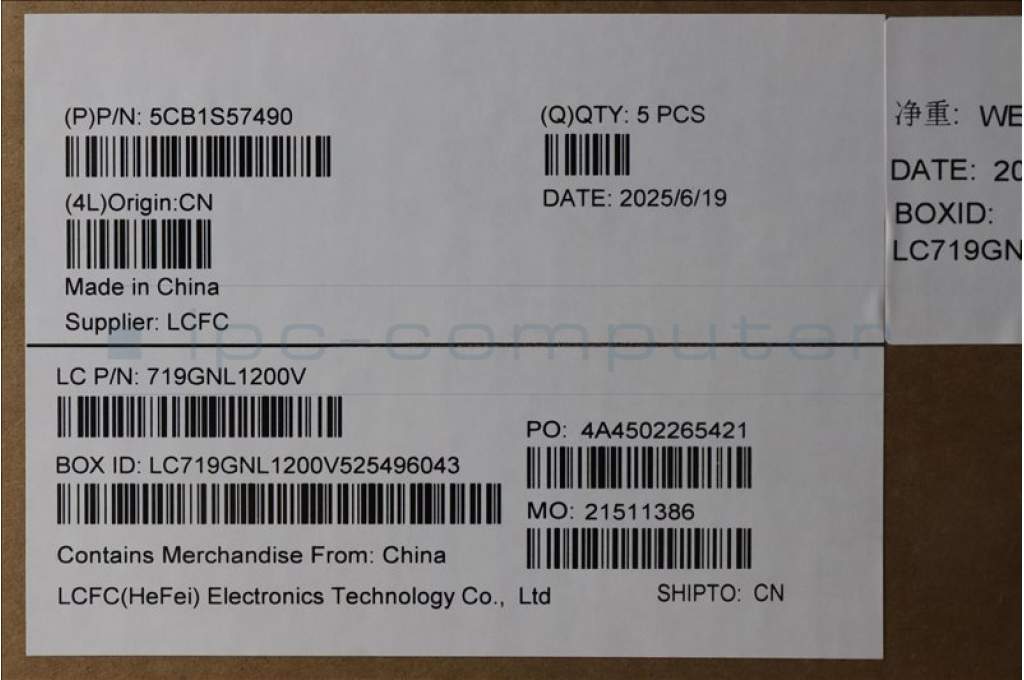 (P)P/N: 5CB1S57490
(Q)QTY: 5 PCS
(4L)Origin:CN
DATE: 2025/6/19
Made in China
Supplier: LCFC
ipc-computer
LC P/N: 719GNL1200V
PO: 4A4502265421
BOX ID: LC719GNL1200V525496043
MO: 21511386
Contains Merchandise From: China
LCFC(HeFei) Electronics Technology Co., Ltd
SHIPTO: CN
净重: WE
DATE: 20
BOXID:
LC719GN